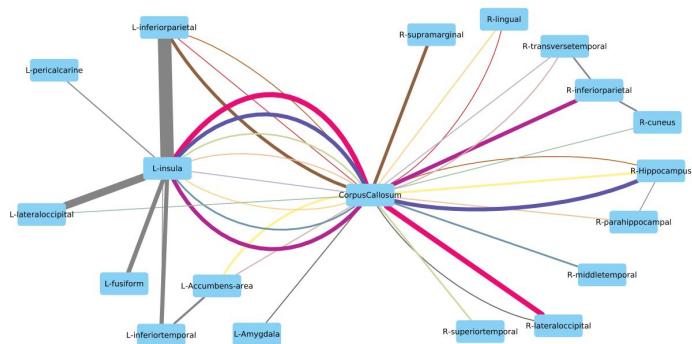 L-inferiorparietal
R-lingual
R-supramarginal
R-transversetemporal
L-pericalcarine
R-inferiorparietal
R-cuneus
L-insula
R-Hippocampus
CorpusCallosum
L-lateraloccipital
R-parahippocampal
R-middletemporal
L-fusiform
L-Accumbens-area
R-lateraloccipital
L-inferiortemporal
L-Amygdala
R-superiortemporal